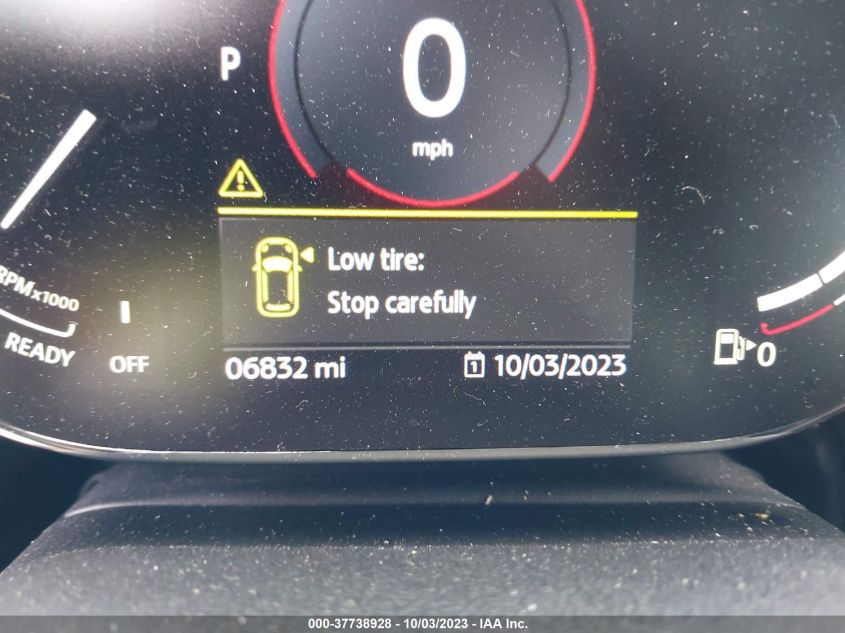 P
0
mph
Low tire:
Stop carefully
RPMx1000
READY
OFF
06832 mi
1 10/03/2023
0
000-37738928 - 10/03/2023 - IAA Inc.